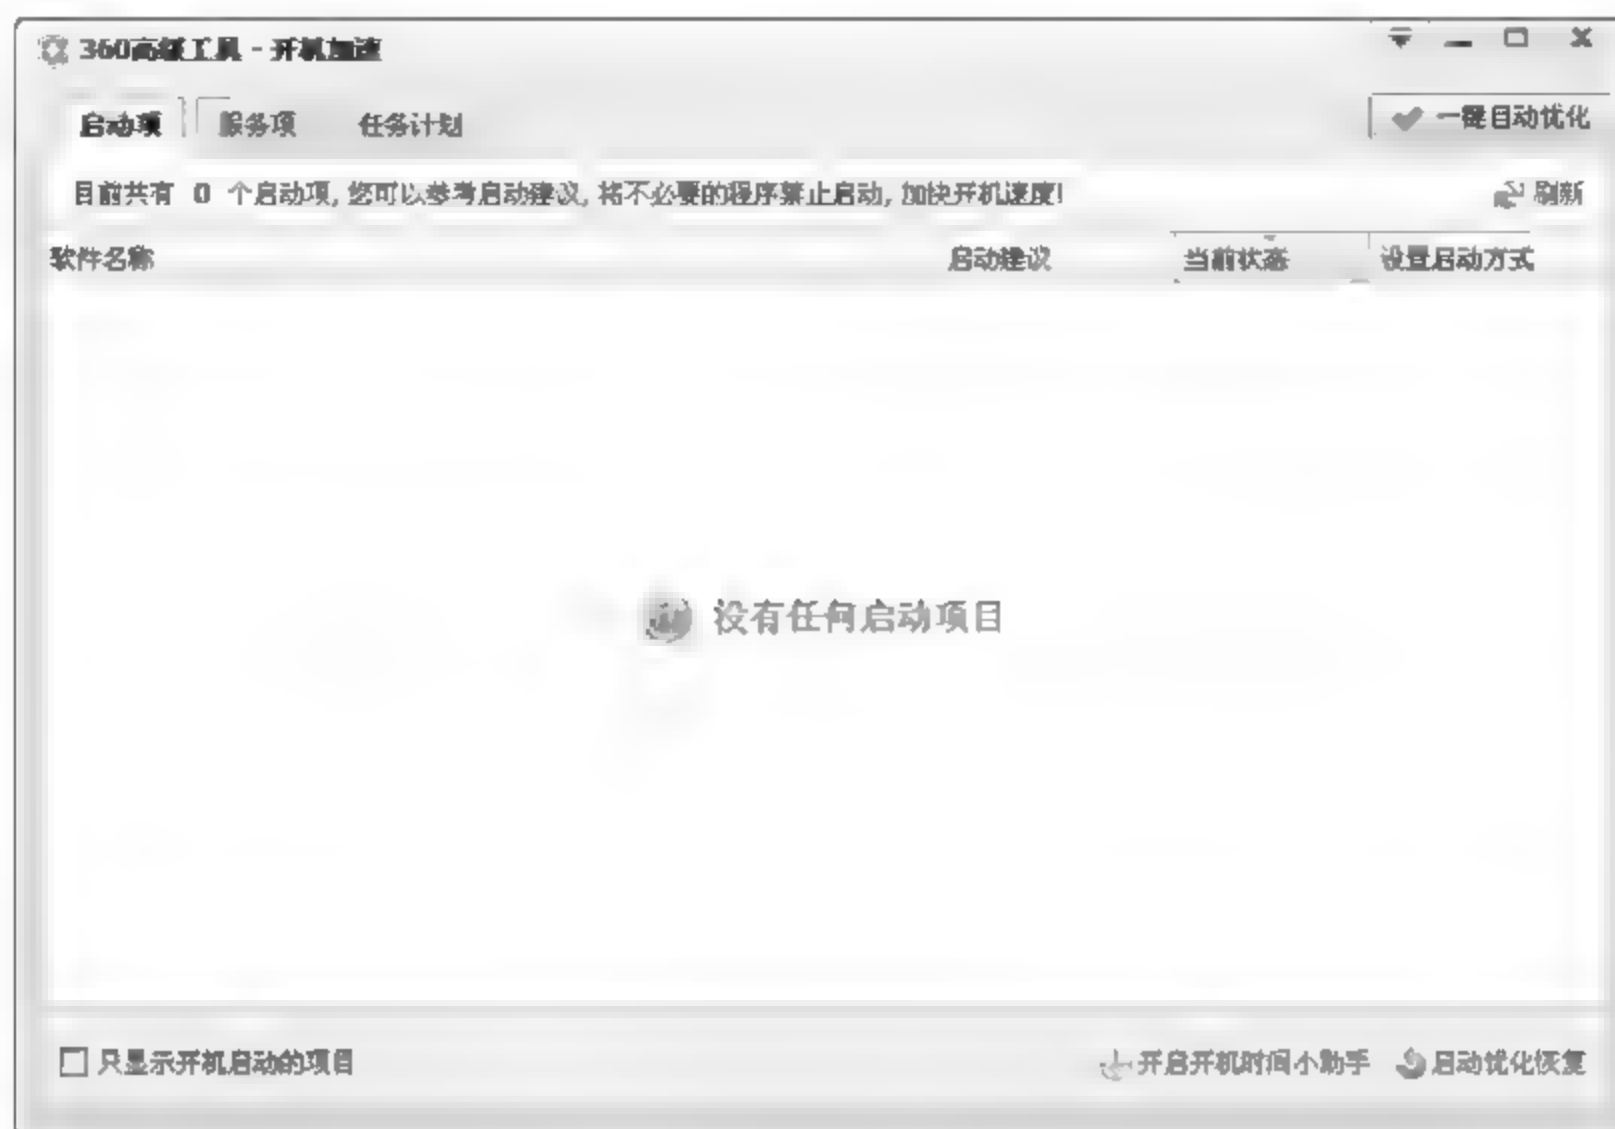 360高级工具 - 开机加速
启动项 服务项 任务计划 一键自动优化
目前共有 0 个启动项, 您可以参考启动建议, 将不必要的程序禁止启动, 加快开机速度! 刷新
软件名称 启动建议 当前状态 设置启动方式
没有任何启动项目
只显示开机启动的项目 开启开机时间小助手 启动优化恢复